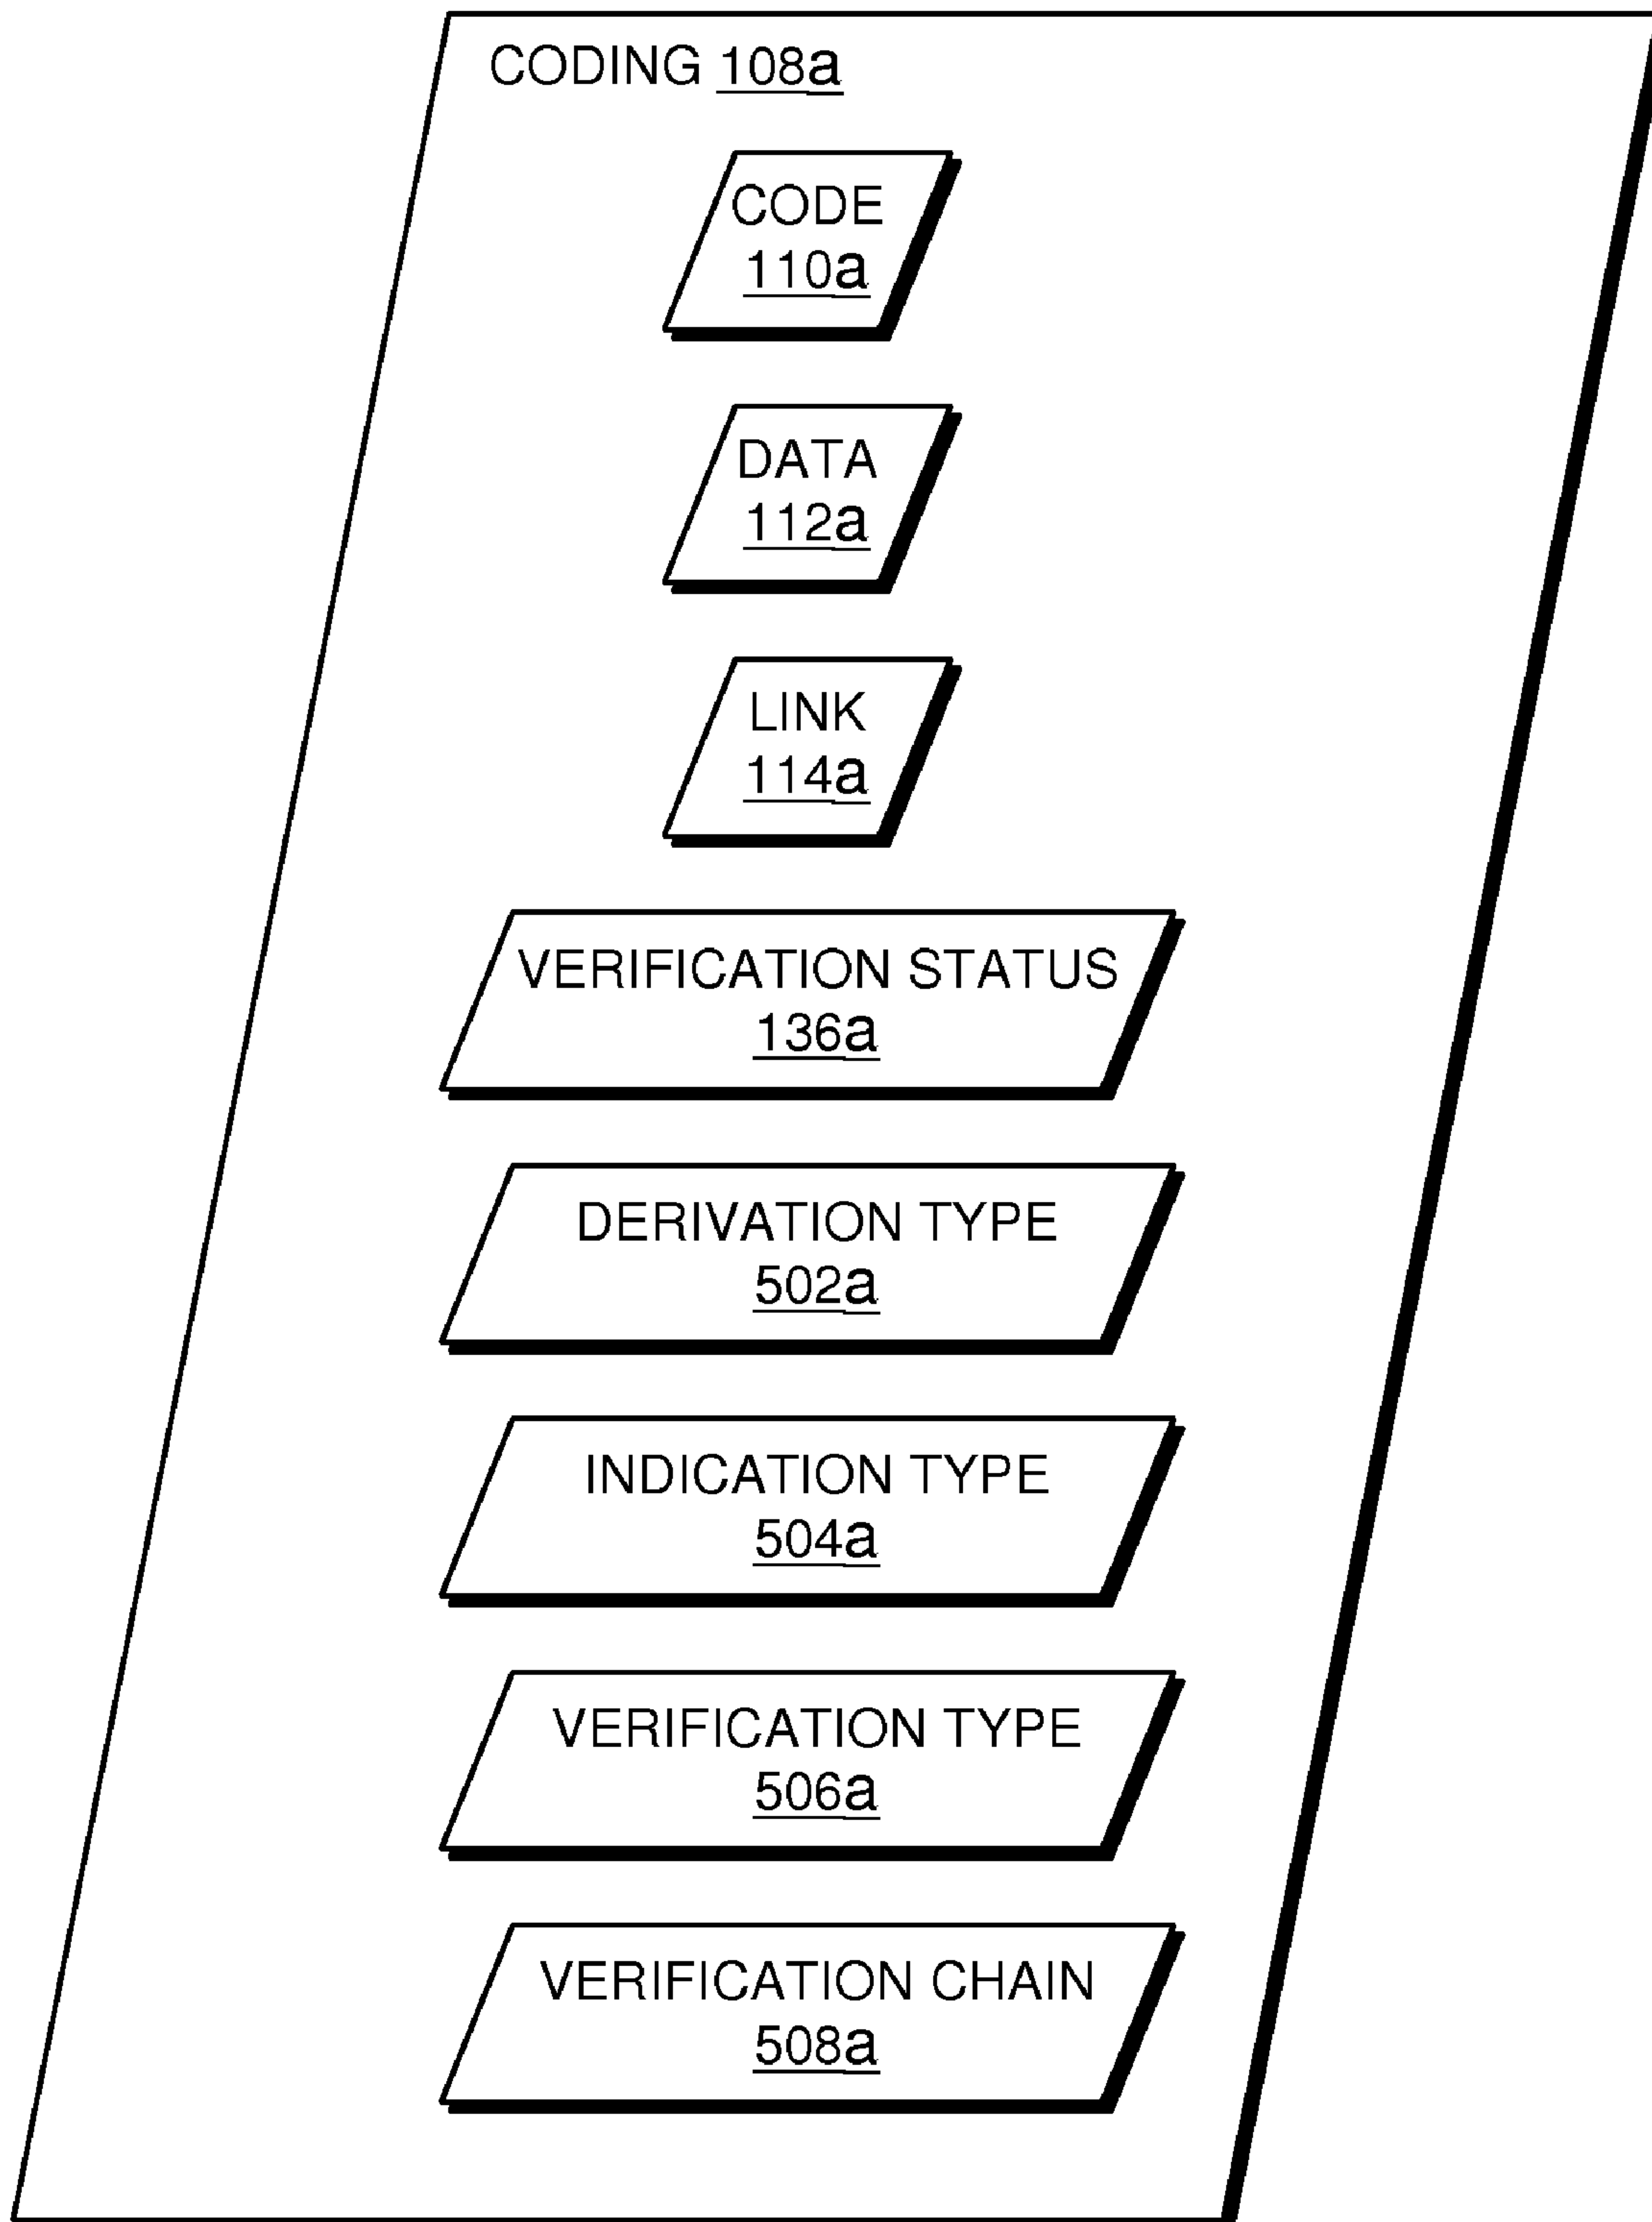 CODING 108a
CODE
110a
DATA
112a
LINK
114a
VERIFICATION STATUS
136a
DERIVATION TYPE
502a
INDICATION TYPE
504a
VERIFICATION TYPE
506a
VERIFICATION CHAIN
508a